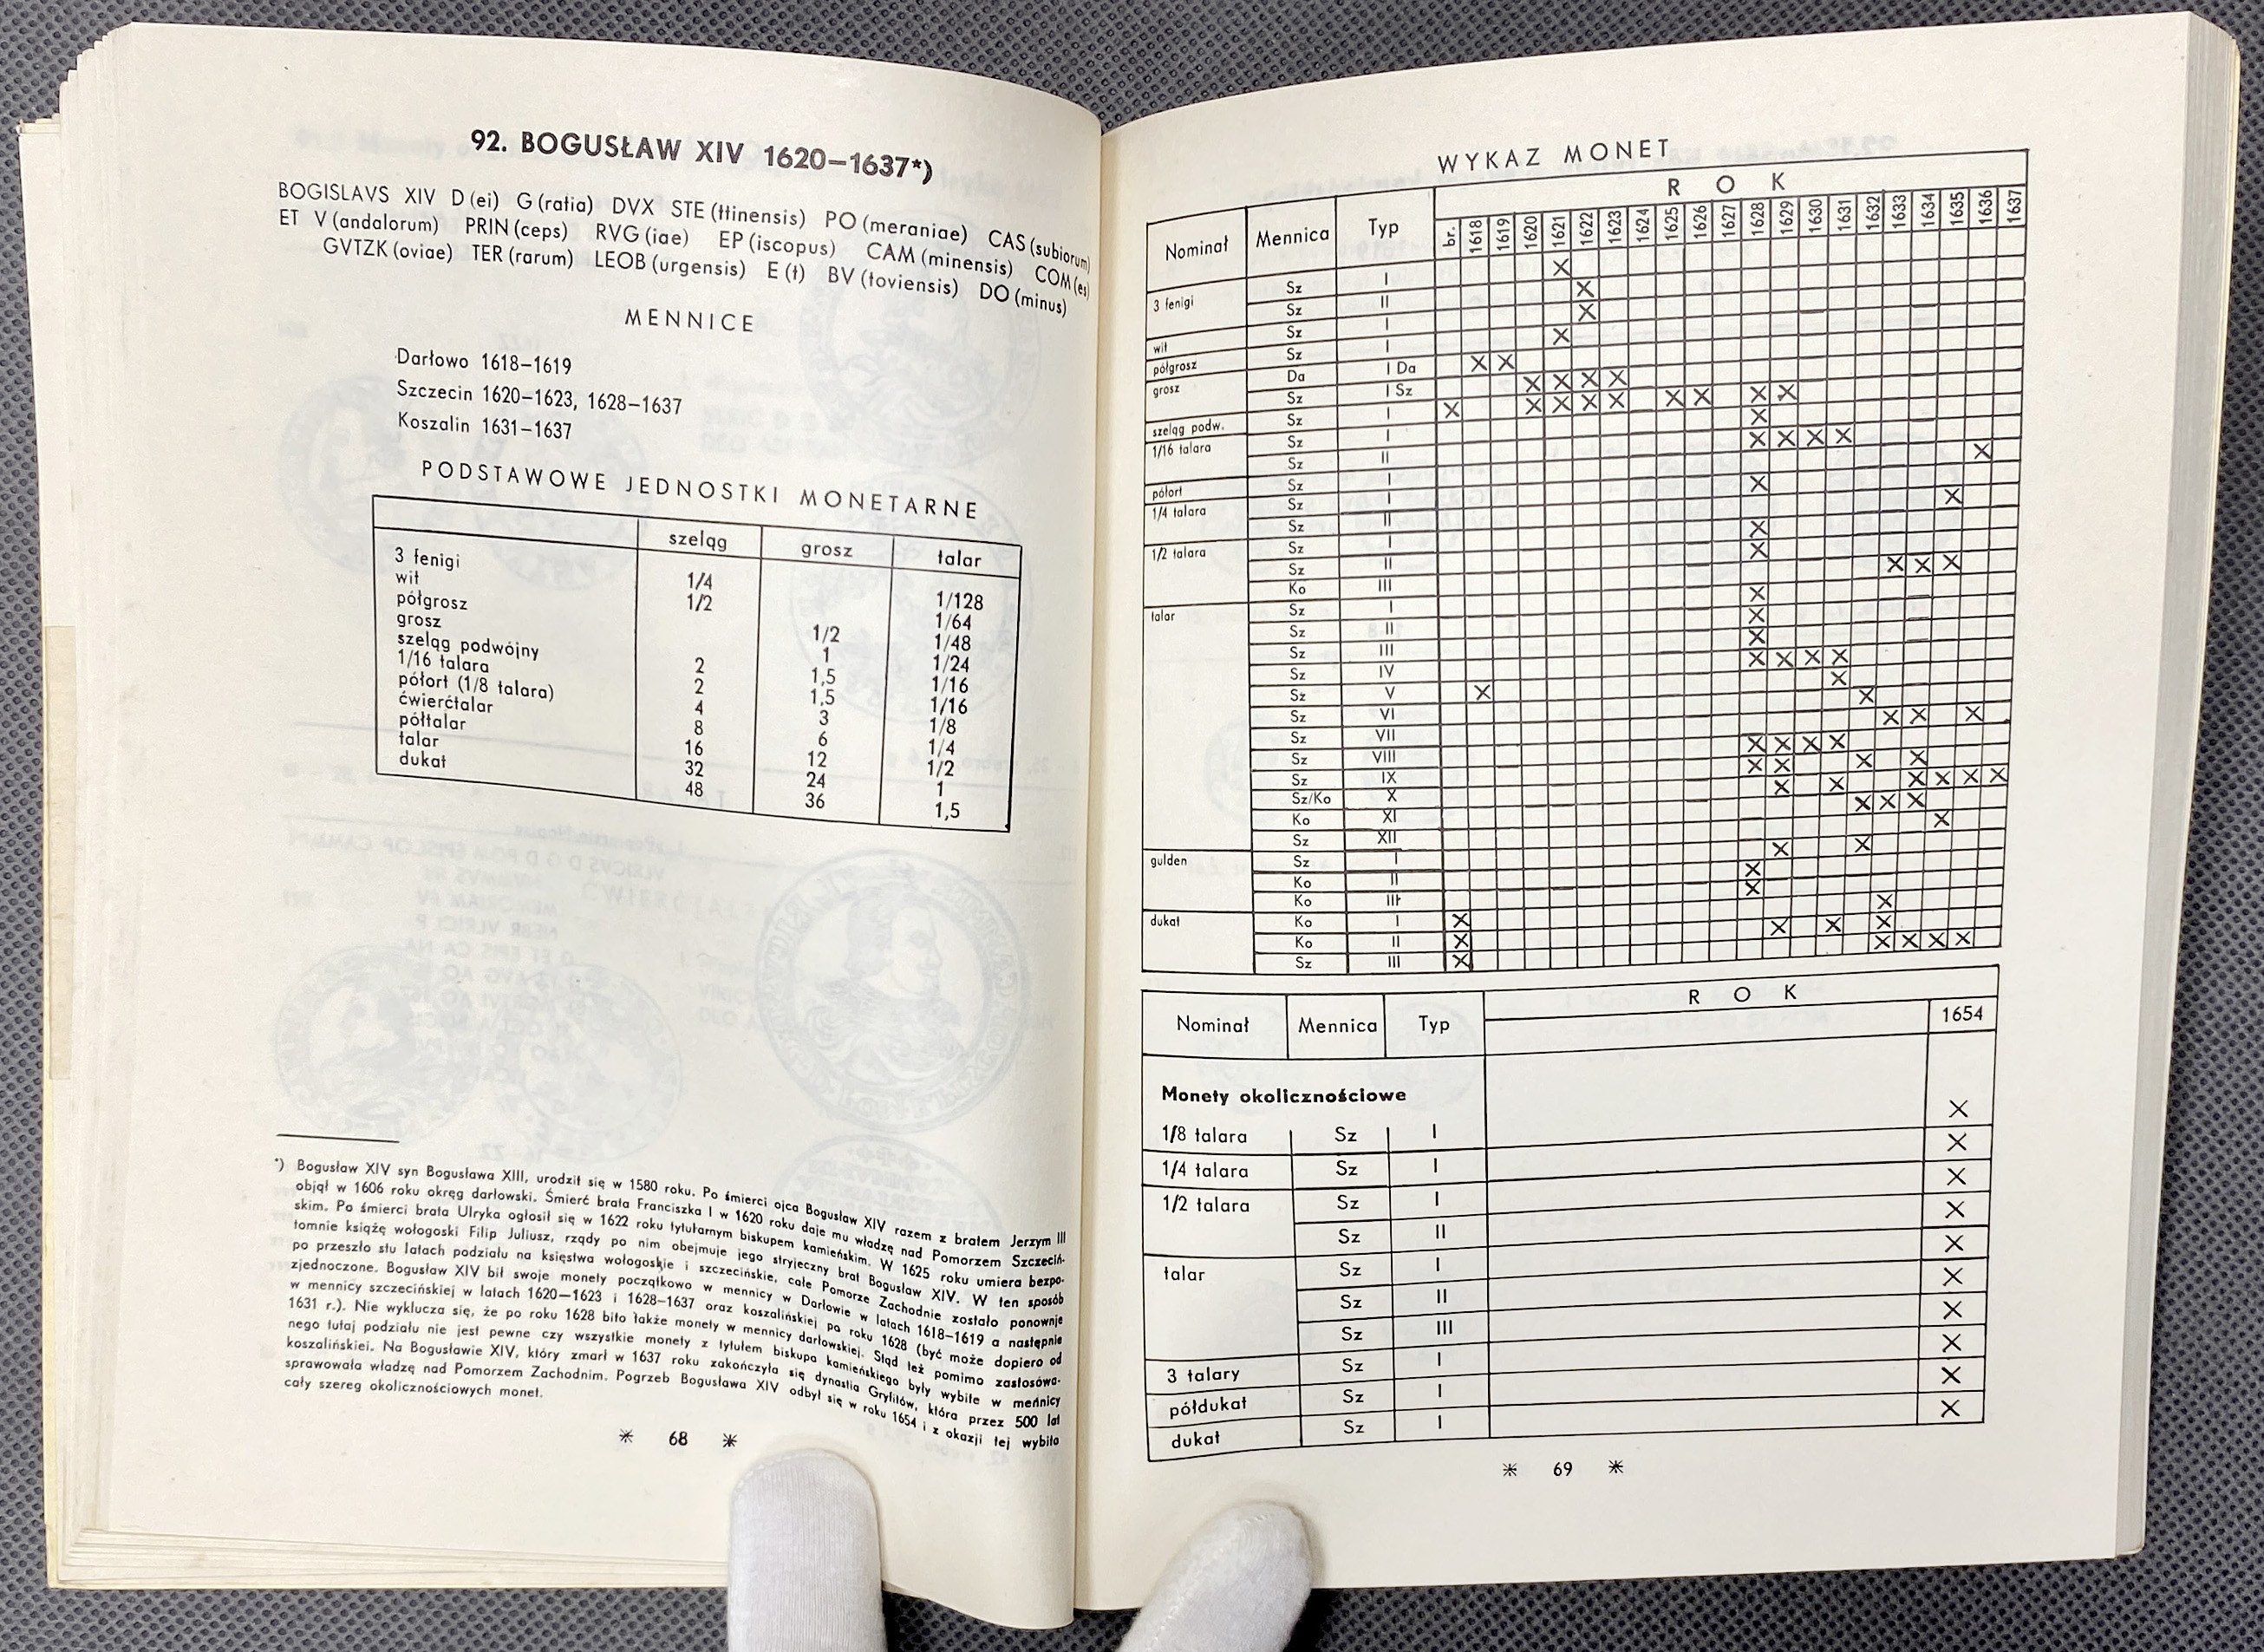 92. BOGUSŁAW XIV 1620–1637*)
BOGISLAVS XIV D (ei) G (ratia) DVX STE (ttinensis) PO (meraniae) CAS (subiorum)
ET V (andalorum) PRIN (ceps) RVG (iae) EP (iscopus) CAM (minensis) COM (es)
GVTZK (oviae) TER (rarum) LEOB (urgensis) E (t) BV (toviensis) DO (minus)
MENNICE
Darłowo 1618–1619
Szczecin 1620–1623, 1628–1637
Koszalin 1631–1637
PODSTAWOWE JEDNOSTKI MONETARNE
szeląg grosz talar
3 fenigi 1/4 1/128
wit 1/2 1/64
półgrosz 1/2 1/48
grosz 1 1/24
szeląg podwójny 2 1,5 1/16
1/16 talara 2 1,5 1/16
półort (1/8 talara) 4 3 1/8
ćwierćtalar 8 6 1/4
półtalar 16 12 1/2
talar 32 24 1
dukat 48 36 1,5
*) Bogusław XIV syn Bogusława XIII, urodził się w 1580 roku. Po śmierci ojca Bogusław XIV razem z bratem Jerzym III
objął w 1606 roku okręg darłowski. Śmierć brata Franciszka I w 1620 roku daje mu władzę nad Pomorzem Szczeciń-
skim. Po śmierci brata Ulryka ogłosił się w 1622 roku tytularnym biskupem kamieńskim. W 1625 roku umiera bezpo-
tomnie książę wołogoski Filip Juliusz, rządy po nim obejmuje jego stryjeczny brat Bogusław XIV. W ten sposób
po przeszło stu latach podziału na księstwa wołogoskie i szczecińskie, całe Pomorze Zachodnie zostało ponownie
zjednoczone. Bogusław XIV bił swoje monety początkowo w mennicy w Darłowie w latach 1618–1619 a następnie
w mennicy szczecińskiej w latach 1620—1623 i 1628–1637 oraz koszalińskiej po roku 1628 (być może dopiero od
1631 r.). Nie wyklucza się, że po roku 1628 bito także monety w mennicy darłowskiej. Stąd też pomimo zastosowa-
nego tutaj podziału nie jest pewne czy wszystkie monety z tytułem biskupa kamieńskiego były wybite w mennicy
koszalińskiej. Na Bogusławie XIV, który zmarł w 1637 roku zakończyła się dynastia Gryfitów, która przez 500 lat
sprawowała władzę nad Pomorzem Zachodnim. Pogrzeb Bogusława XIV odbył się w roku 1654 i z okazji tej wybito
cały szereg okolicznościowych monet.
* 68 *
WYKAZ MONET
Nominał Mennica Typ ROK
br. 1618 1619 1620 1621 1622 1623 1624 1625 1626 1627 1628 1629 1630 1631 1632 1633 1634 1635 1636 1637
3 fenigi Sz I X
Sz II X
wit Sz I X
półgrosz Sz I X
grosz Da I Da X X
Sz I Sz X X X X
szeląg podw. Sz I X X X X X X X X X
1/16 talara Sz I X
Sz II X X X X
półort Sz I X
1/4 talara Sz I X
Sz II X
1/2 talara Sz I X
Sz II X
Ko III X X X
talar Sz I X
Sz II X
Sz III X
Sz IV X X X X
Sz V X
Sz VI X X
Sz VII X X X
Sz VIII X X X X
Sz IX X X X X
Sz/Ko X X X X X X X
Ko XI X X X
Sz XII X
gulden Sz I X X
Ko II X
Ko III X
dukat Ko I X X
Ko II X X X X
Sz III X X X X X
Nominał Mennica Typ ROK
1654
Monety okolicznościowe
1/8 talara Sz I X
1/4 talara Sz I X
1/2 talara Sz I X
Sz II X
talar Sz I X
Sz II X
Sz III X
3 talary Sz I X
półdukat Sz I X
dukat Sz I X
* 69 *